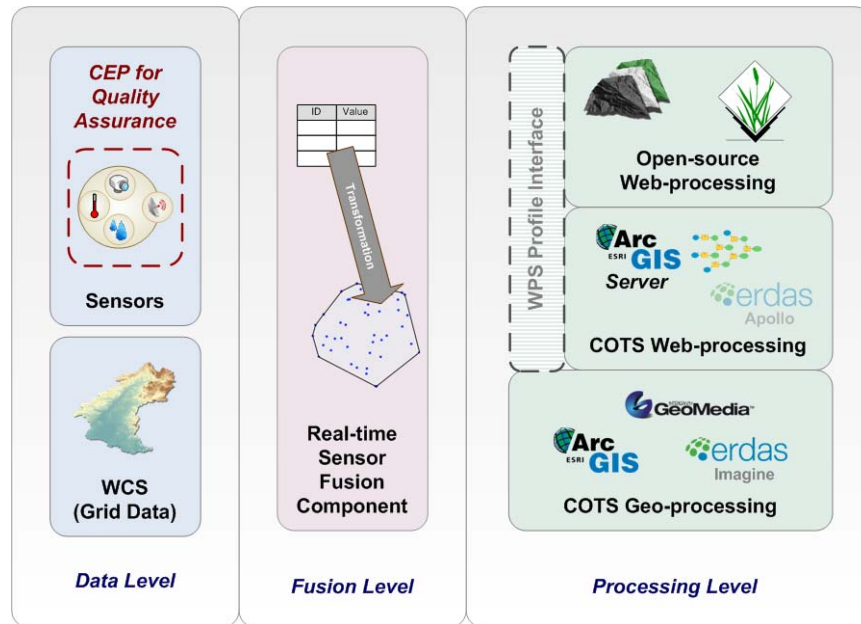 CEP for
Quality
Assurance
Sensors
WCS
(Grid Data)
Data Level
ID Value
Transformation
Real-time
Sensor
Fusion
Component
Fusion Level
WPS Profile Interface
Open-source
Web-processing
Arc
ESRI GIS
Server
erdas
Apollo
COTS Web-processing
GeoMedia™
Arc
ESRI GIS
erdas
Imagine
COTS Geo-processing
Processing Level